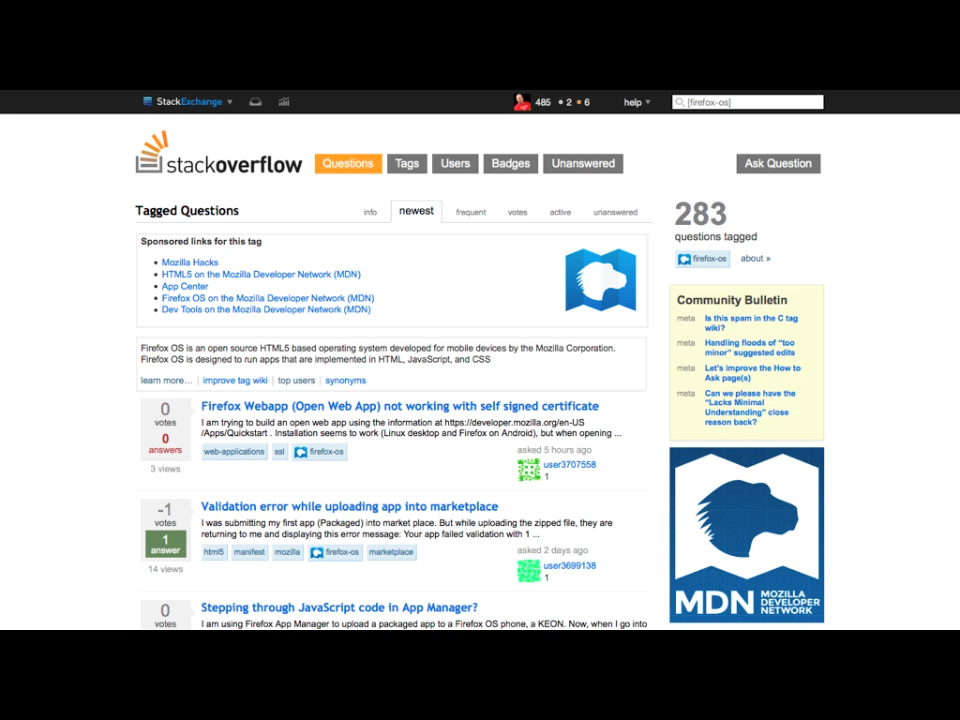 StackExchange
485 2 6
help
[firefox-os]
stackoverflow
Questions
Tags
Users
Badges
Unanswered
Ask Question
Tagged Questions
info
newest
frequent
votes
active
unanswered
283
questions tagged
firefox-os
about »
Sponsored links for this tag
• Mozilla Hacks
• HTML5 on the Mozilla Developer Network (MDN)
• App Center
• Firefox OS on the Mozilla Developer Network (MDN)
• Dev Tools on the Mozilla Developer Network (MDN)
Firefox OS is an open source HTML5 based operating system developed for mobile devices by the Mozilla Corporation.
Firefox OS is designed to run apps that are implemented in HTML, JavaScript, and CSS
learn more… | improve tag wiki | top users | synonyms
0
votes
0
answers
3 views
Firefox Webapp (Open Web App) not working with self signed certificate
I am trying to build an open web app using the information at https://developer.mozilla.org/en-US
/Apps/Quickstart . Installation seems to work (Linux desktop and Firefox on Android), but when opening ...
web-applications
ssl
firefox-os
asked 5 hours ago
user3707558
1
-1
votes
1
answer
14 views
Validation error while uploading app into marketplace
I was submitting my first app (Packaged) into market place. But while uploading the zipped file, they are
returning to me and displaying this error message: Your app failed validation with 1 ...
html5
manifest
mozilla
firefox-os
marketplace
asked 2 days ago
user3699138
1
0
votes
Stepping through JavaScript code in App Manager?
I am using Firefox App Manager to upload a packaged app to a Firefox OS phone, a KEON. Now, when I go into
Community Bulletin
meta
Is this spam in the C tag
wiki?
meta
Handling floods of "too
minor" suggested edits
meta
Let's improve the How to
Ask page(s)
meta
Can we please have the
"Lacks Minimal
Understanding" close
reason back?
MDN MOZILLA
DEVELOPER
NETWORK